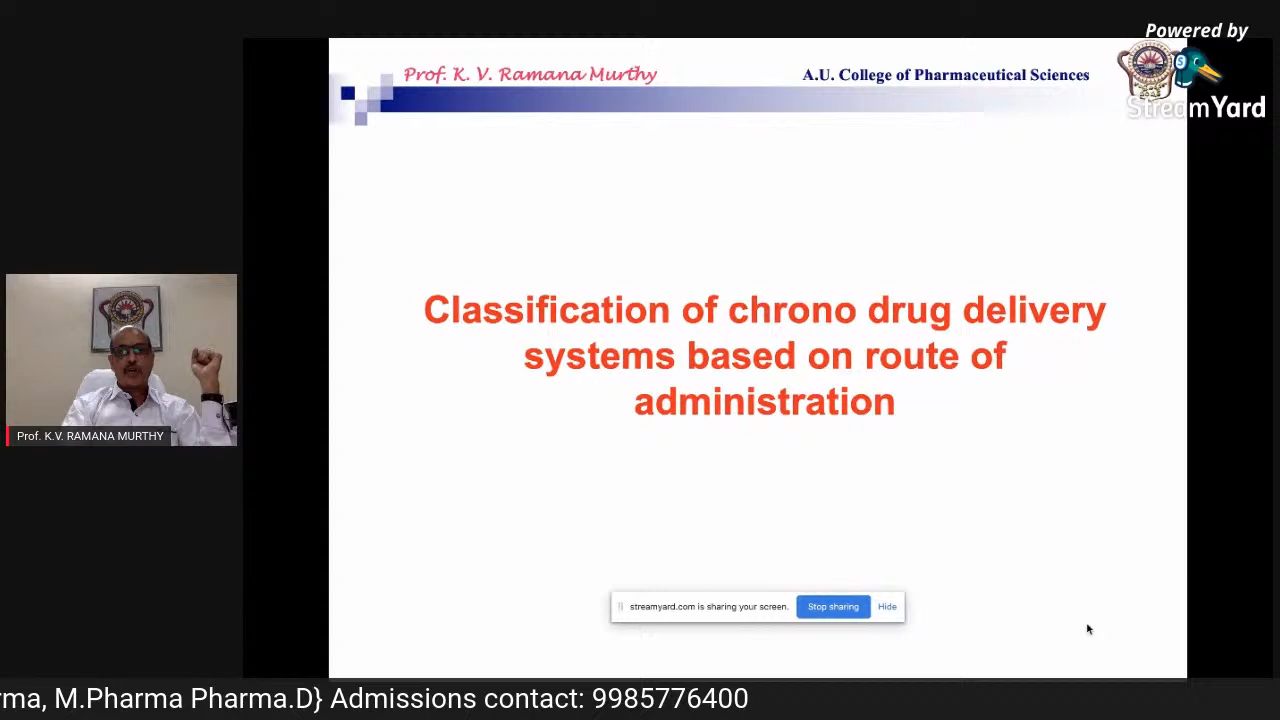 Powered by
StreamYard
Prof. K. V. Ramana Murthy
A.U. College of Pharmaceutical Sciences
Classification of chrono drug delivery
systems based on route of
administration
Prof. K.V. RAMANA MURTHY
streamyard.com is sharing your screen. Stop sharing Hide
rma, M.Pharma Pharma.D} Admissions contact: 9985776400